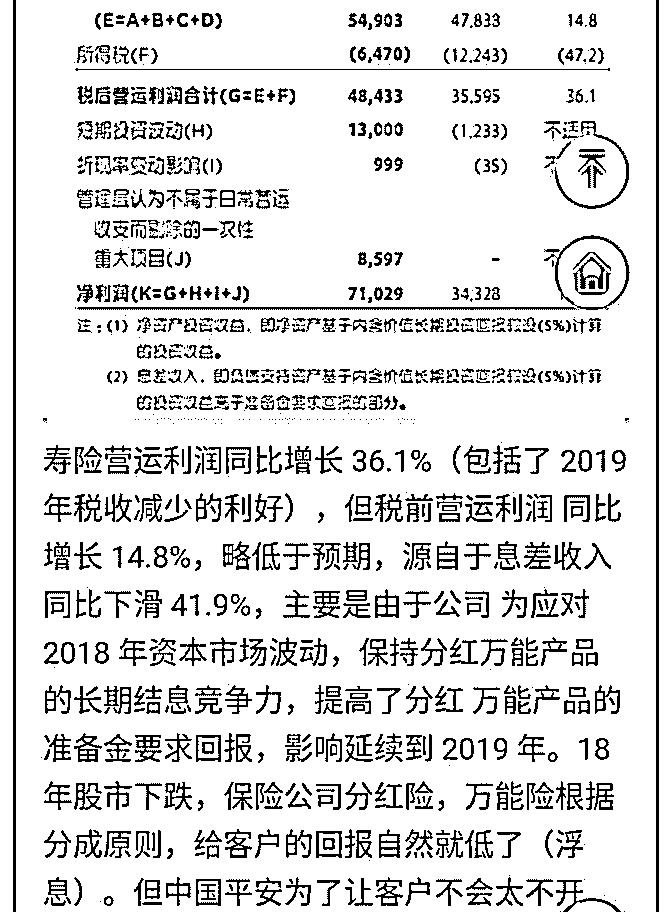 (E=A+B+C+D) 54,903 47,833 14.8
所得税(F) (6,470) (12,243) (47.2)
税后营运利润合计(G=E+F) 48,433 35,595 36.1
短期投资波动(H) 13,000 (1,233) 不适用
折现率变动影响(I) 999 (35) 不
管理层认为不属于日常营运
收支而剔除的一次性
重大项目(J) 8,597 – 不
净利润(K=G+H+I+J) 71,029 34,328
注：(1) 净资产投资收益，即净资产基于内含价值长期投资回报假设(5%)计算
的投资收益。
(2) 息差收入，即负债支持资产基于内含价值长期投资回报假设(5%)计算
的投资收益高于准备金要求回报的部分。
寿险营运利润同比增长 36.1%（包括了 2019
年税收减少的利好），但税前营运利润 同比
增长 14.8%，略低于预期，源自于息差收入
同比下滑 41.9%，主要是由于公司 为应对
2018 年资本市场波动，保持分红万能产品
的长期结息竞争力，提高了分红 万能产品的
准备金要求回报，影响延续到 2019 年。18
年股市下跌，保险公司分红险，万能险根据
分成原则，给客户的回报自然就低了（浮
息）。但中国平安为了让客户不会太不开